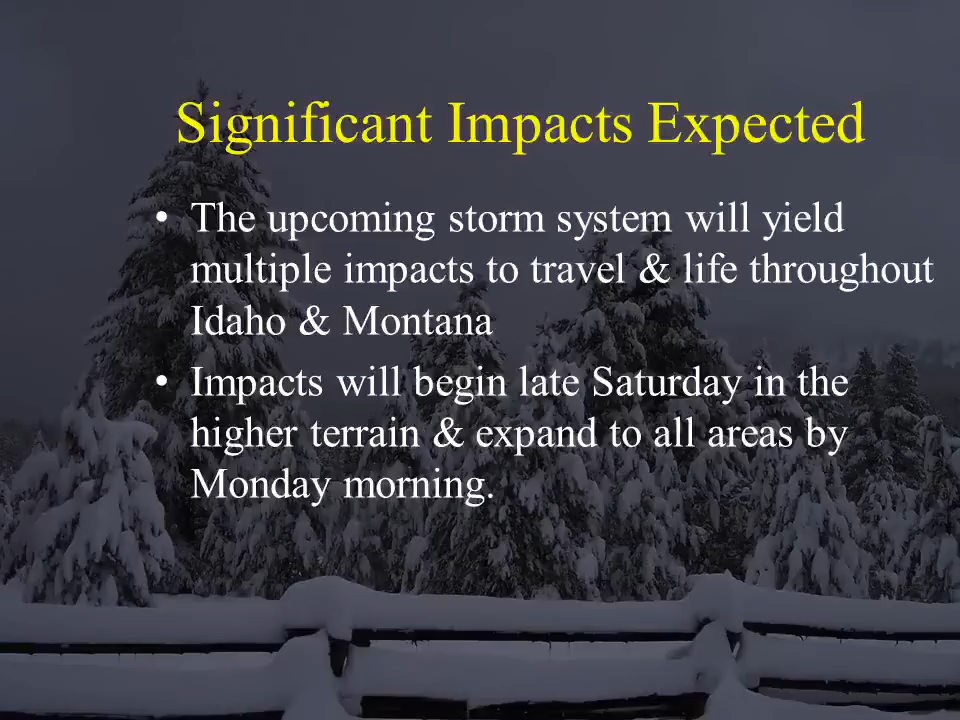 Significant Impacts Expected
• The upcoming storm system will yield
multiple impacts to travel & life throughout
Idaho & Montana
• Impacts will begin late Saturday in the
higher terrain & expand to all areas by
Monday morning.